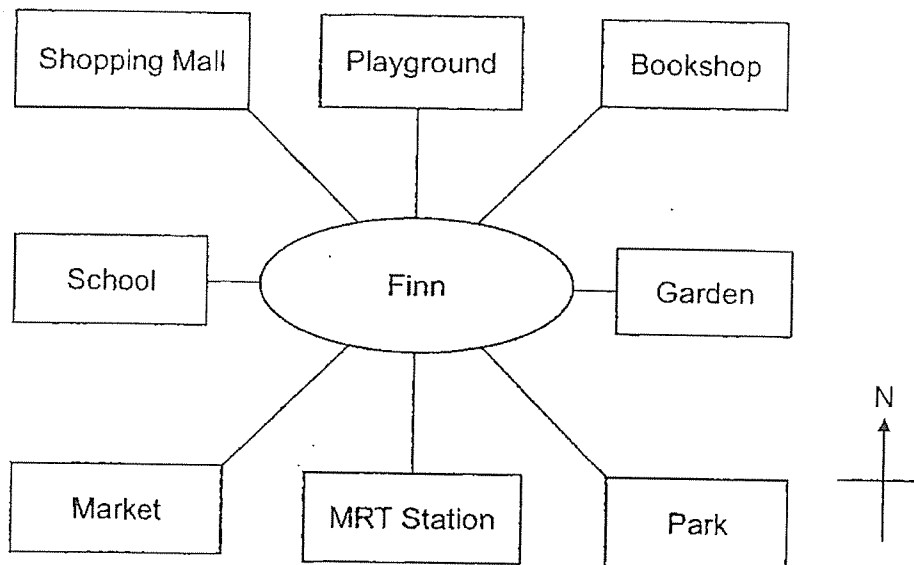 Shopping Mall
Playground
Bookshop
School
Finn
Garden
N
Market
MRT Station
Park